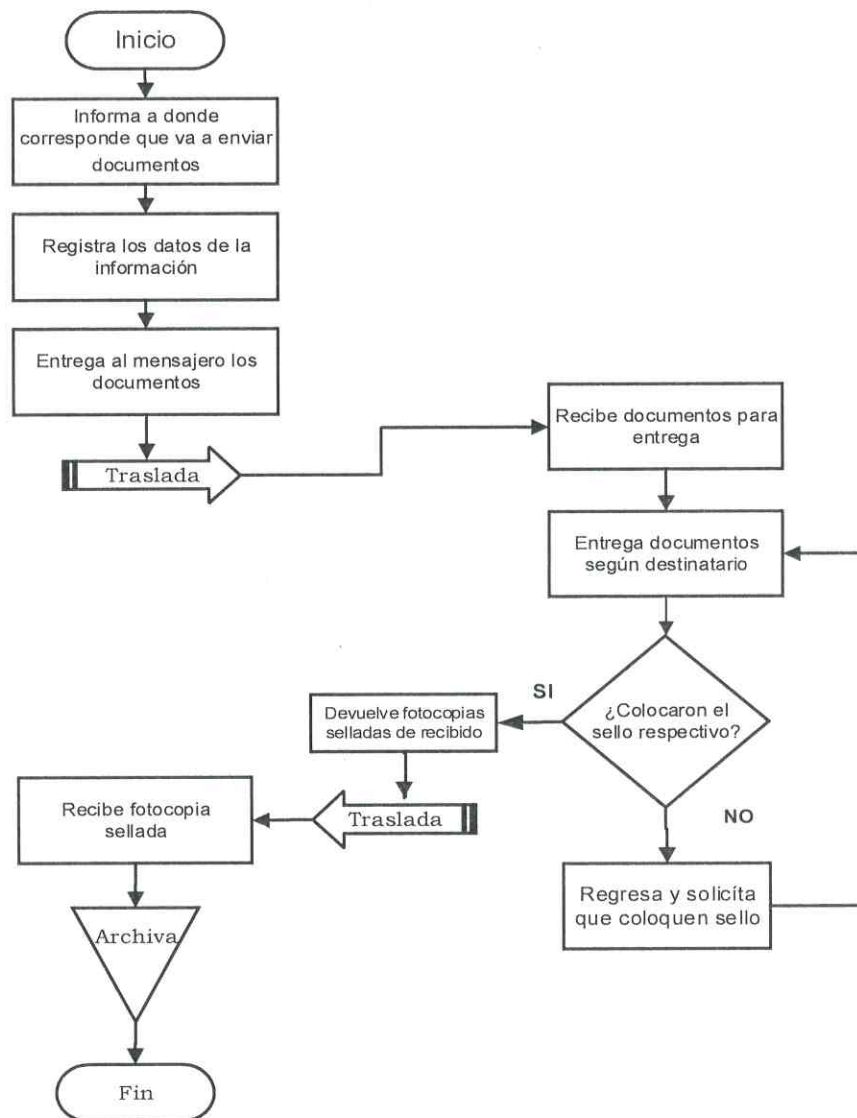 Inicio
Informa a donde
corresponde que va a enviar
documentos
Registra los datos de la
información
Entrega al mensajero los
documentos
Traslada
Recibe documentos para
entrega
Entrega documentos
según destinatario
¿Colocaron el
sello respectivo?
SI
Devuelve fotocopias
selladas de recibido
Traslada
Recibe fotocopia
sellada
Archiva
Fin
NO
Regresa y solicita
que coloquen sello